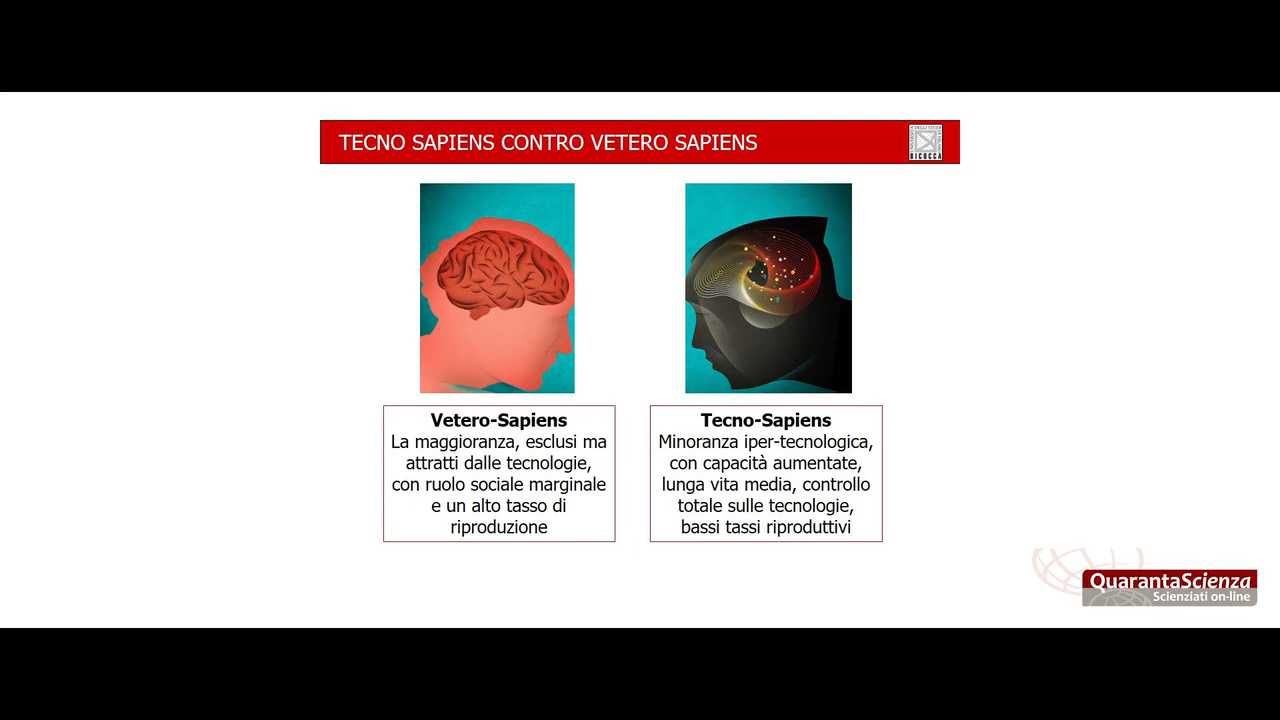 TECNO SAPIENS CONTRO VETERO SAPIENS
BICOCCA
Vetero-Sapiens
La maggioranza, esclusi ma
attratti dalle tecnologie,
con ruolo sociale marginale
e un alto tasso di
riproduzione
Tecno-Sapiens
Minoranza iper-tecnologica,
con capacità aumentate,
lunga vita media, controllo
totale sulle tecnologie,
bassi tassi riproduttivi
QuarantaScienza
Scienziati on-line